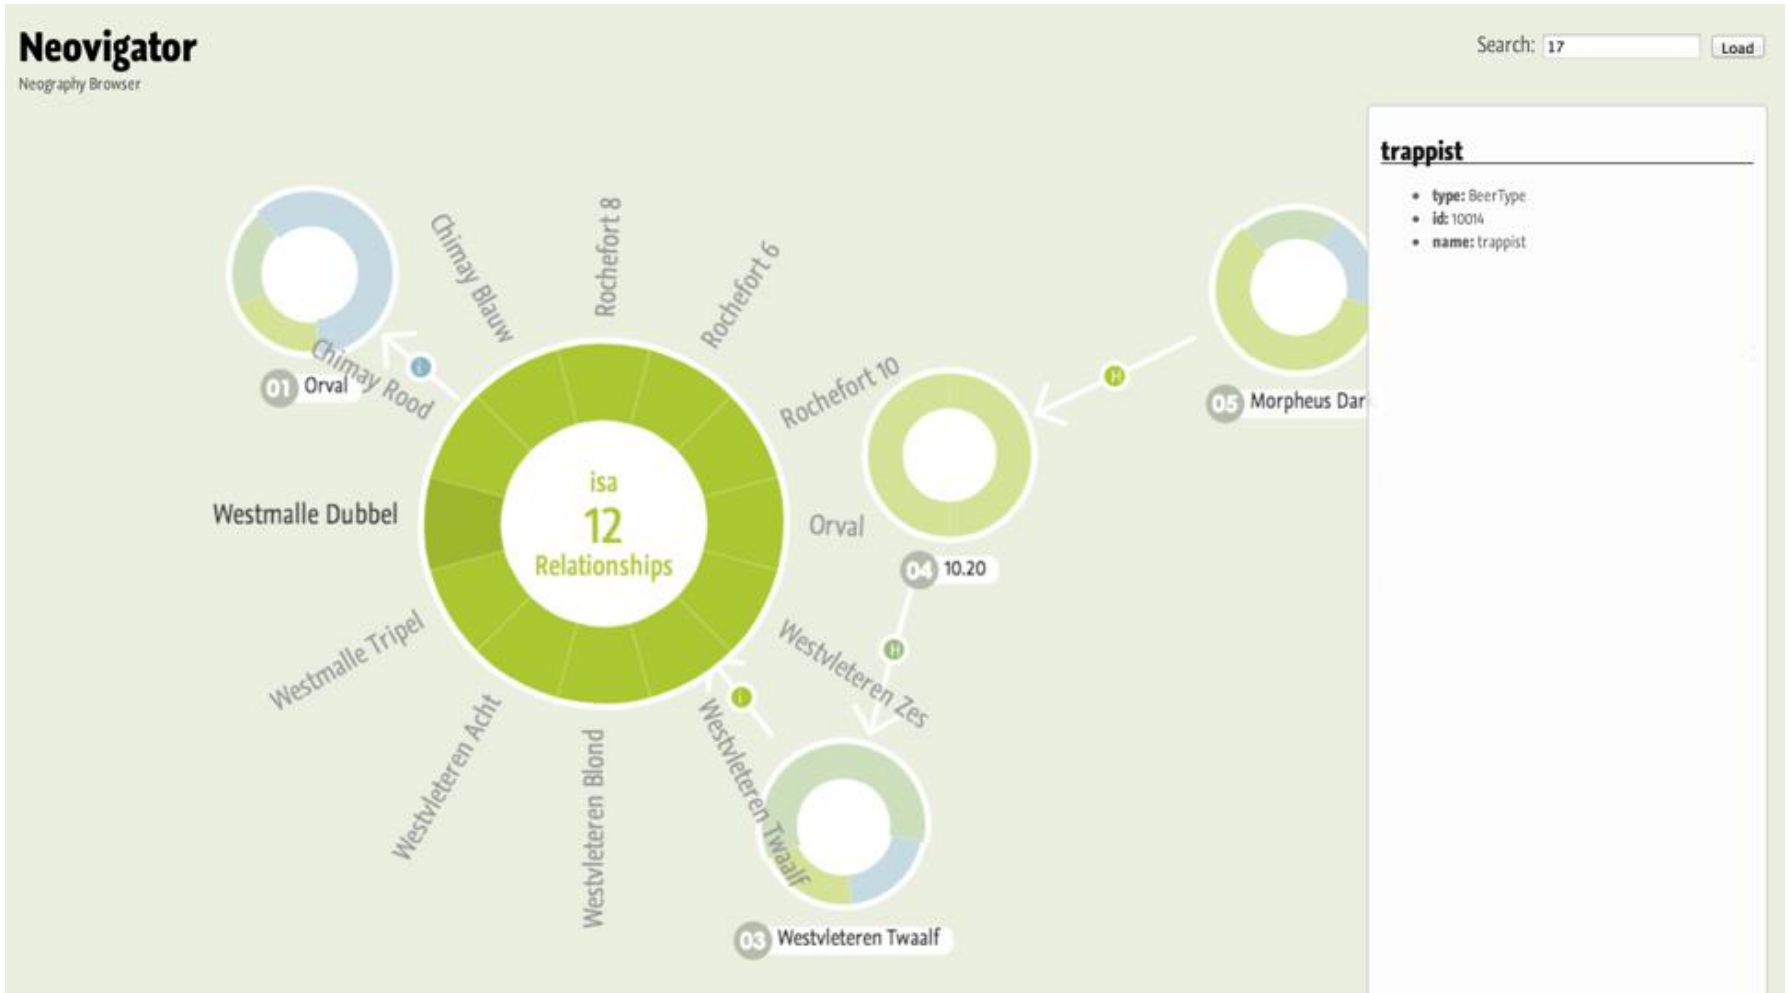 Neovigator
Neography Browser
Search: 17 Load
trappist
type: BeerType
id: 10014
name: trappist
Chimay Blauw
Rochefort 8
Rochefort 6
Rochefort 10
Orval
Westvleteren Zes
Westvleteren Twaalf
Westvleteren Blond
Westvleteren Acht
Westmalle Tripel
Westmalle Dubbel
Chimay Rood
isa
12
Relationships
01 Orval
i
H
05 Morpheus Dar
04 10.20
H
i
03 Westvleteren Twaalf